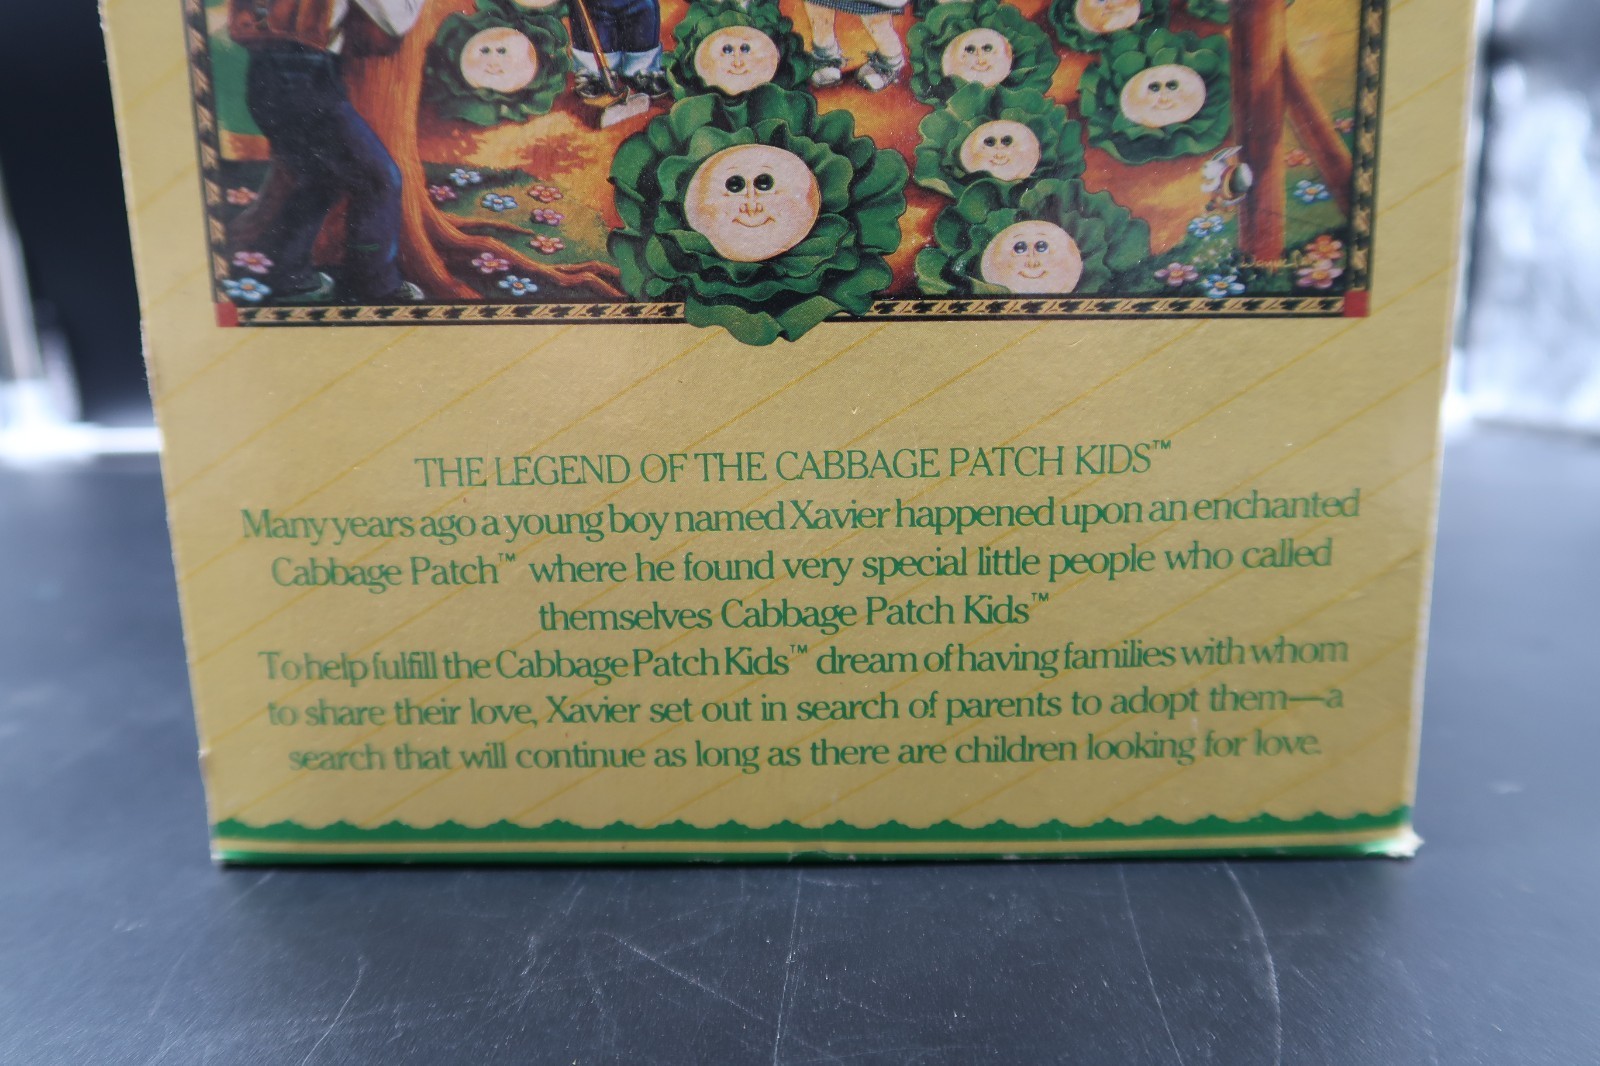 THE LEGEND OF THE CABBAGE PATCH KIDS™
Many years ago a young boy named Xavier happened upon an enchanted
Cabbage Patch™ where he found very special little people who called
themselves Cabbage Patch Kids™
To help fulfill the Cabbage Patch Kids™ dream of having families with whom
to share their love, Xavier set out in search of parents to adopt them—a
search that will continue as long as there are children looking for love.